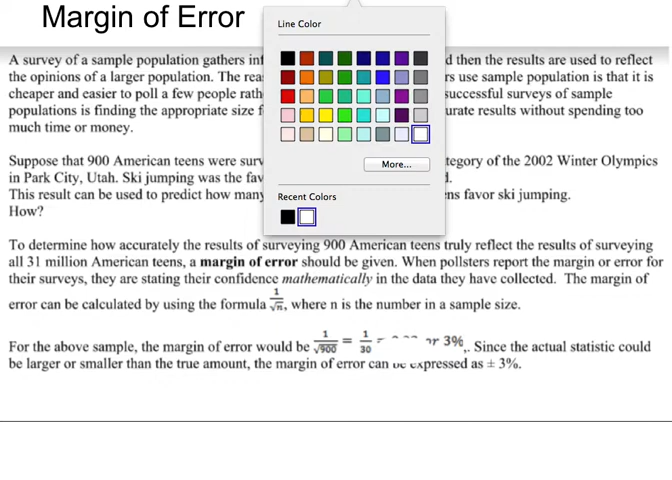 Margin of Error
Line Color
A survey of a sample population gathers d then the results are used to reflect
the opinions of a larger population. The rs use sample population is that it is
cheaper and easier to poll a few people successful surveys of sample
populations is finding the appropriate size results without spending too
much time or money.
More...
Suppose that 900 American teens were of the 2002 Winter Olympics
in Park City, Utah. Ski jumping was the
This result can be used to predict how favor ski jumping.
How?
Recent Colors
To determine how accurately the results of surveying 900 American teens truly reflect the results of surveying
all 31 million American teens, a margin of error should be given. When pollsters report the margin or error for
their surveys, they are stating their confidence mathematically in the data they have collected. The margin of
error can be calculated by using the formula 1/√n, where n is the number in a sample size.
For the above sample, the margin of error would be 1/√900 = 1/30 3%,. Since the actual statistic could
be larger or smaller than the true amount, the margin of error can be expressed as ± 3%.